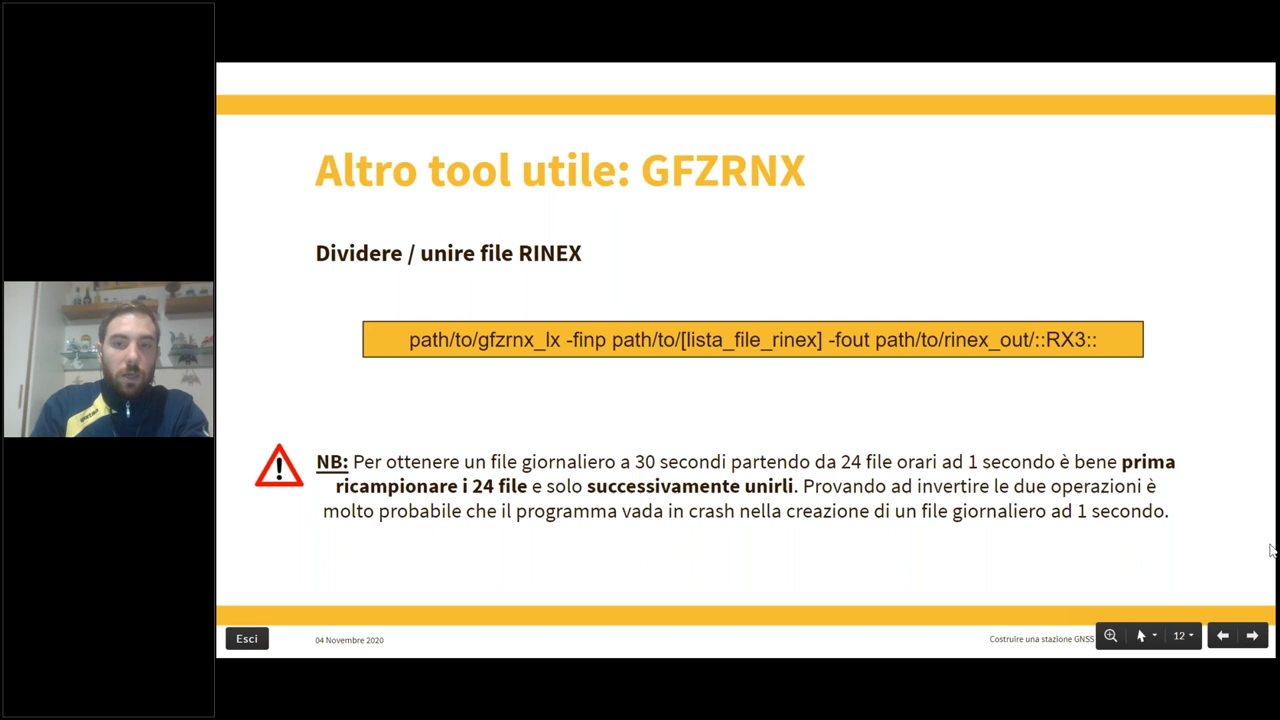 Altro tool utile: GFZRNX
Dividere / unire file RINEX
path/to/gfzrnx_lx -finp path/to/[lista_file_rinex] -fout path/to/rinex_out/::RX3::
NB: Per ottenere un file giornaliero a 30 secondi partendo da 24 file orari ad 1 secondo è bene prima
ricampionare i 24 file e solo successivamente unirli. Provando ad invertire le due operazioni è
molto probabile che il programma vada in crash nella creazione di un file giornaliero ad 1 secondo.
Esci
04 Novembre 2020
Costruire una stazione GNSS
12